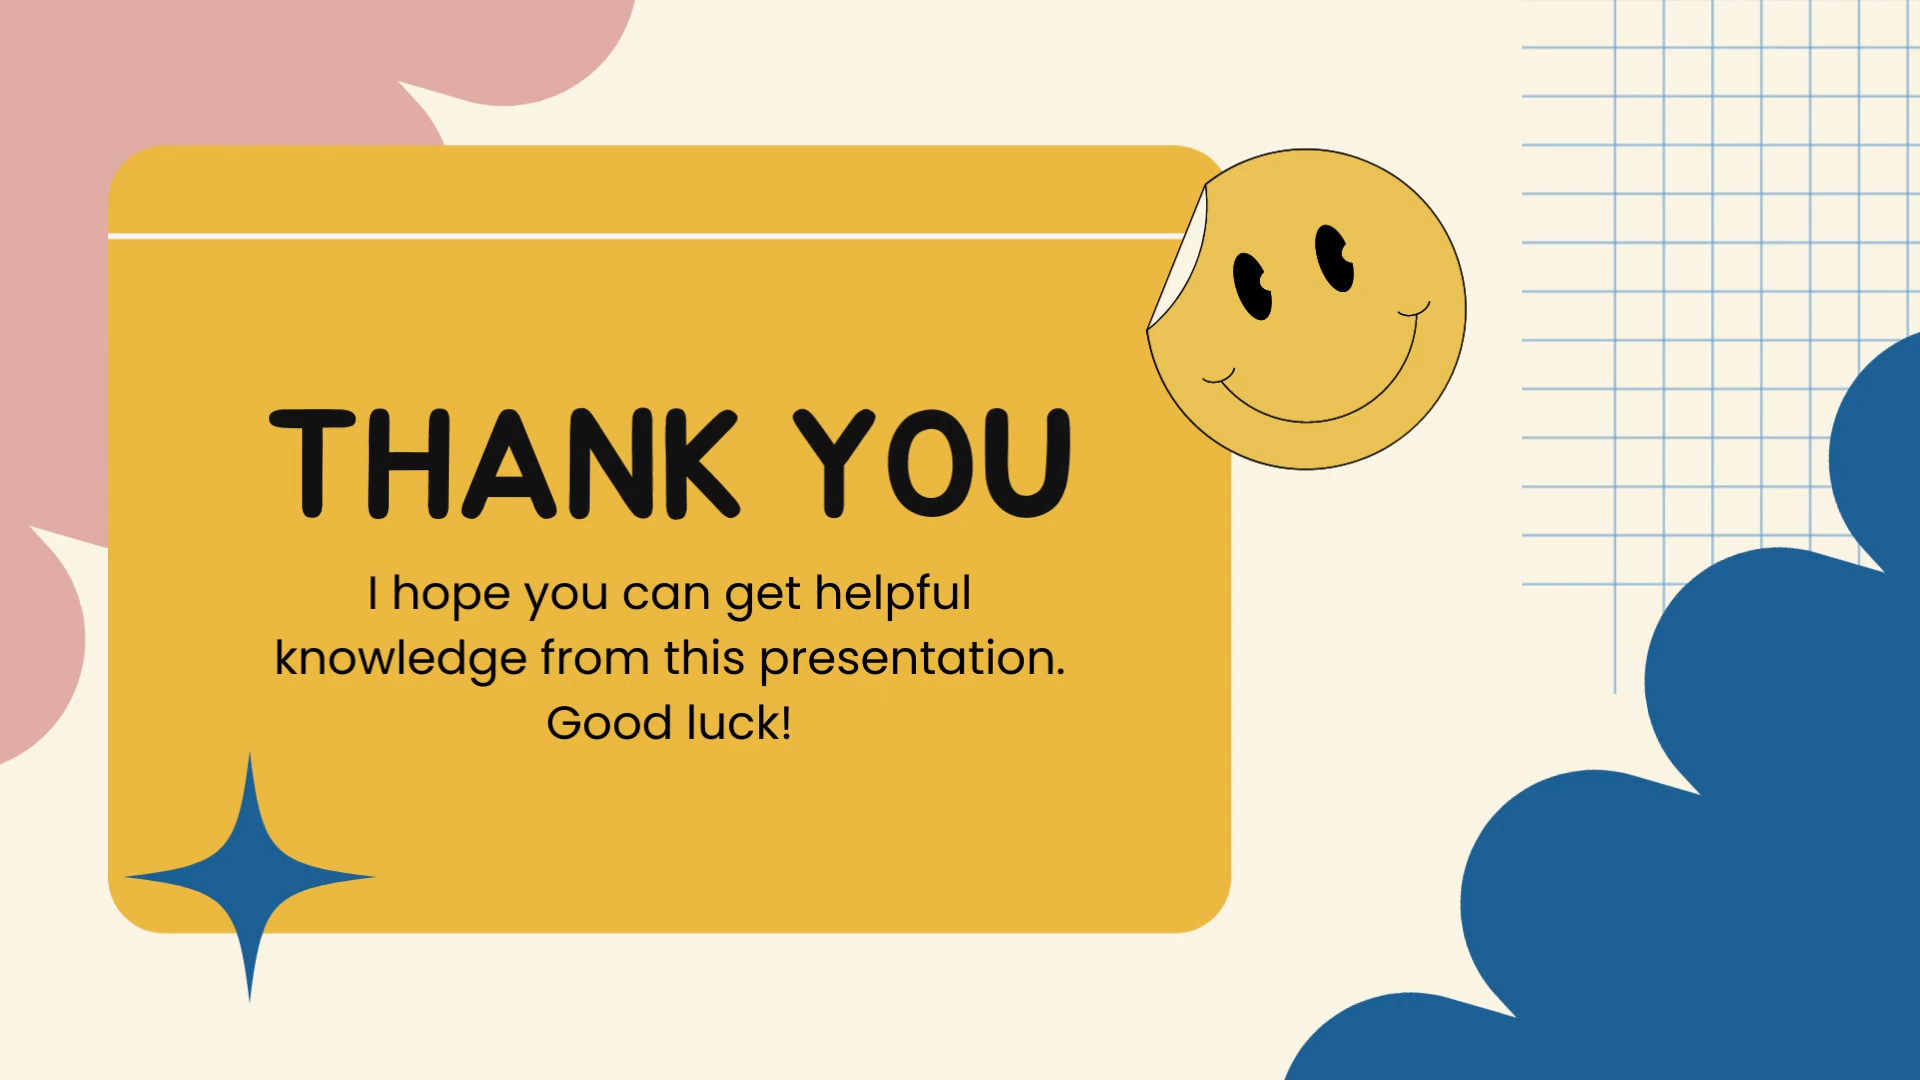 THANK YOU
I hope you can get helpful
knowledge from this presentation.
Good luck!